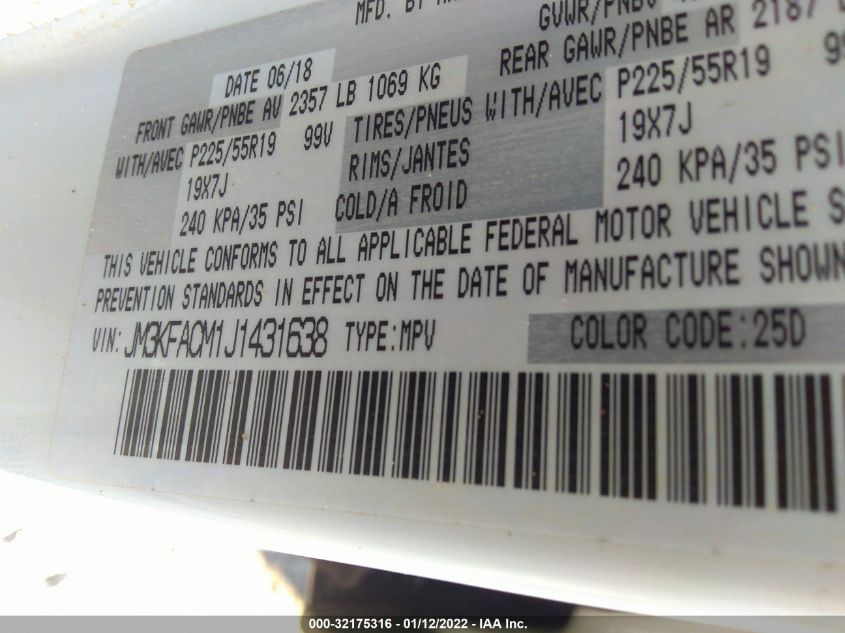 MFD. BY
GVWR/PNBV
DATE 06/18
FRONT GAWR/PNBE AV 2357 LB 1069 KG
REAR GAWR/PNBE AR 2187
WITH/AVEC P225/55R19 99V TIRES/PNEUS WITH/AVEC P225/55R19 99
19X7J RIMS/JANTES 19X7J
240 KPA/35 PSI COLD/A FROID 240 KPA/35 PSI
THIS VEHICLE CONFORMS TO ALL APPLICABLE FEDERAL MOTOR VEHICLE S
PREVENTION STANDARDS IN EFFECT ON THE DATE OF MANUFACTURE SHOWN
VIN: JM3KFACM1J1431638 TYPE:MPV COLOR CODE:25D
000-32175316 - 01/12/2022 - IAA Inc.